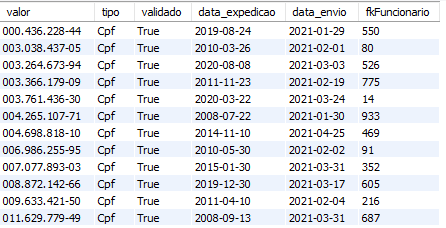 valor tipo validado data_expedicao data_envio fkFuncionario
000.436.228-44 Cpf True 2019-08-24 2021-01-29 550
003.038.437-05 Cpf True 2010-03-26 2021-02-01 80
003.264.673-94 Cpf True 2020-08-08 2021-03-03 526
003.366.179-09 Cpf True 2011-11-23 2021-02-19 775
003.761.436-30 Cpf True 2020-03-22 2021-03-24 14
004.265.107-71 Cpf True 2008-07-22 2021-01-30 933
004.698.818-10 Cpf True 2014-11-10 2021-04-25 469
006.986.255-95 Cpf True 2010-05-30 2021-02-02 91
007.077.893-03 Cpf True 2015-01-30 2021-03-31 352
008.872.142-66 Cpf True 2019-12-30 2021-03-17 605
009.633.421-50 Cpf True 2011-04-10 2021-02-04 216
011.629.779-49 Cpf True 2008-09-13 2021-03-31 687